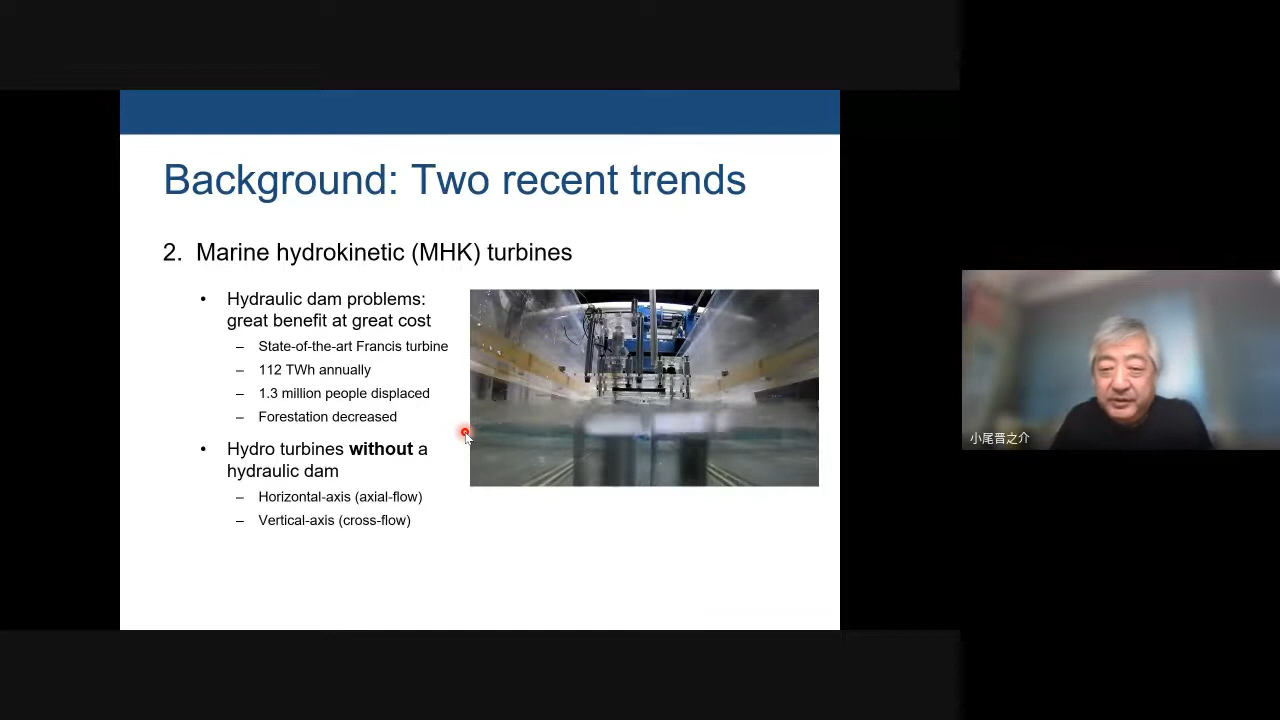 Background: Two recent trends
2. Marine hydrokinetic (MHK) turbines
• Hydraulic dam problems:
great benefit at great cost
– State-of-the-art Francis turbine
– 112 TWh annually
– 1.3 million people displaced
– Forestation decreased
• Hydro turbines without a
hydraulic dam
– Horizontal-axis (axial-flow)
– Vertical-axis (cross-flow)
小尾晋之介